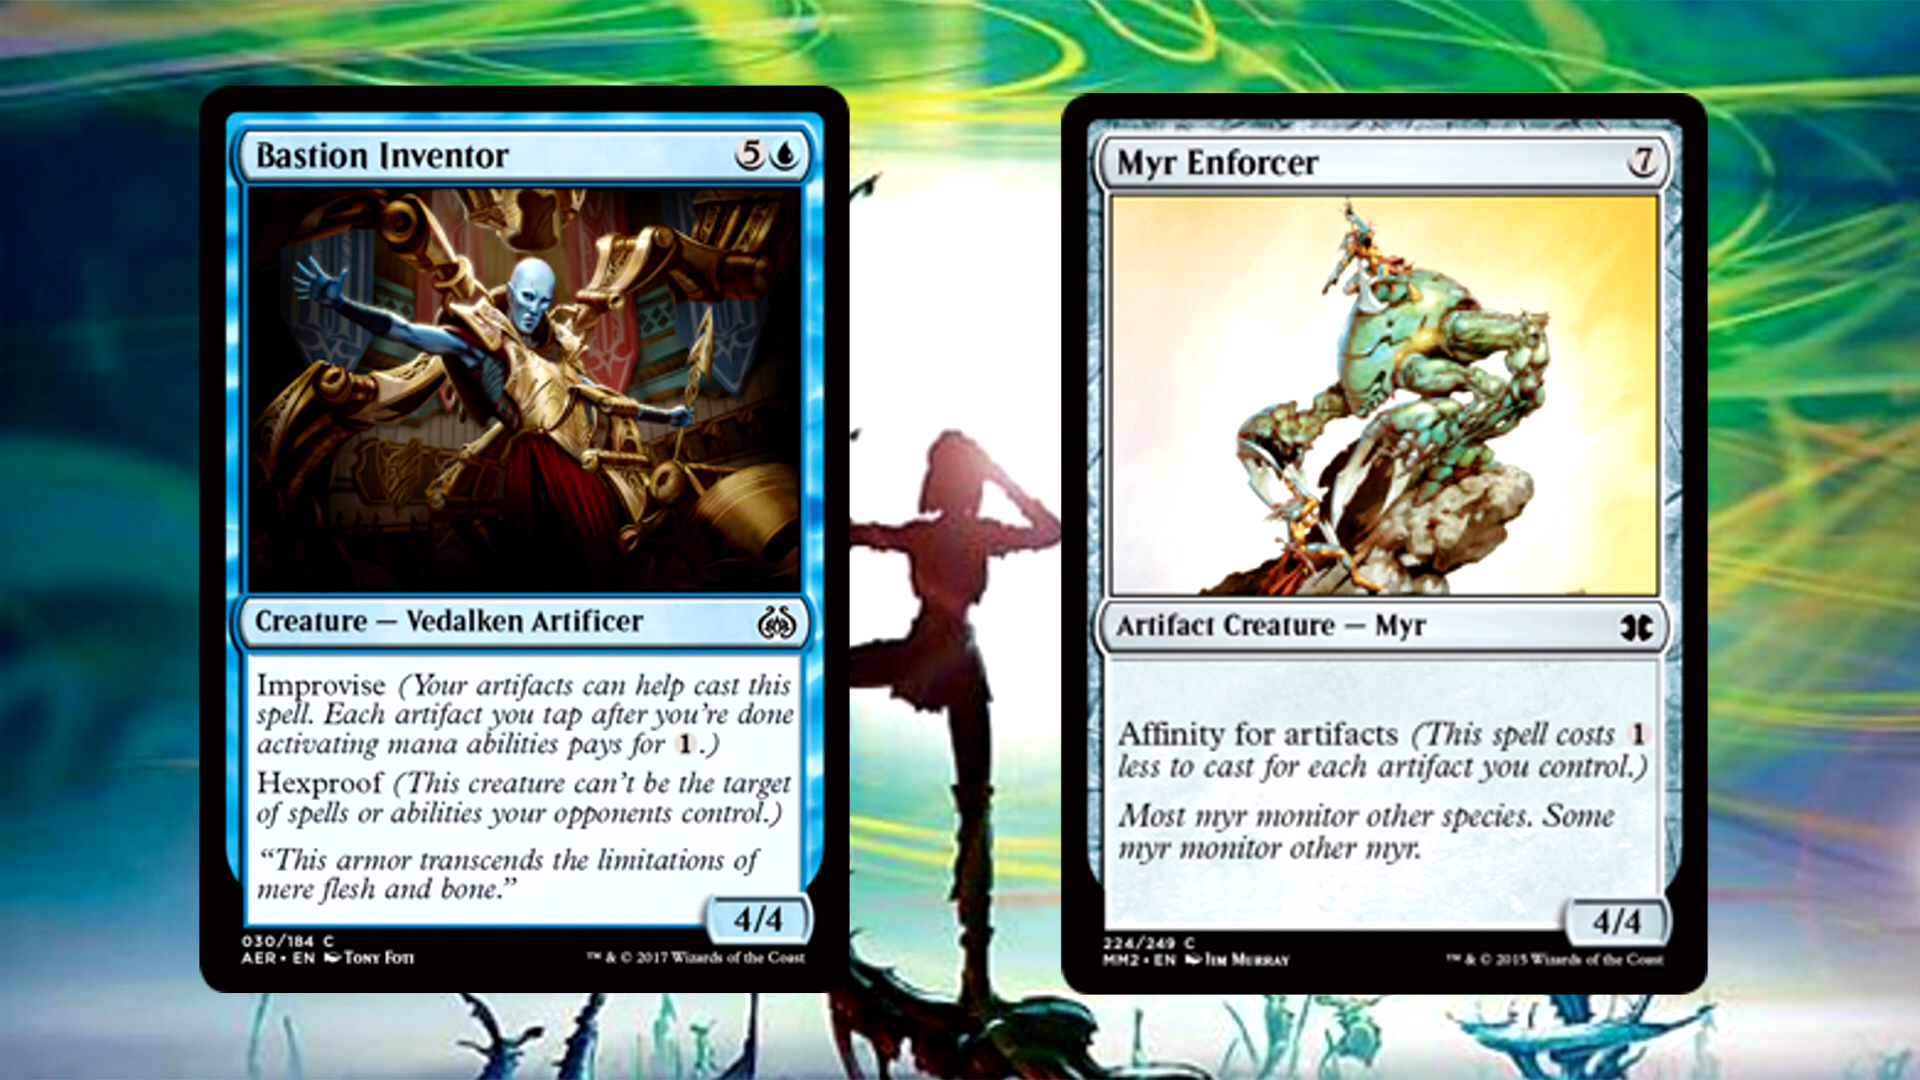 Bastion Inventor 5
Creature — Vedalken Artificer
Improvise (Your artifacts can help cast this
spell. Each artifact you tap after you're done
activating mana abilities pays for 1.)
Hexproof (This creature can't be the target
of spells or abilities your opponents control.)
"This armor transcends the limitations of
mere flesh and bone."
4/4
030/184 C
AER • EN Tony Foti
™ & © 2017 Wizards of the Coast
Myr Enforcer 7
Artifact Creature — Myr
Affinity for artifacts (This spell costs 1
less to cast for each artifact you control.)
Most myr monitor other species. Some
myr monitor other myr.
4/4
224/249 C
MM2 • EN Jim Murray
™ & © 2015 Wizards of the Coast